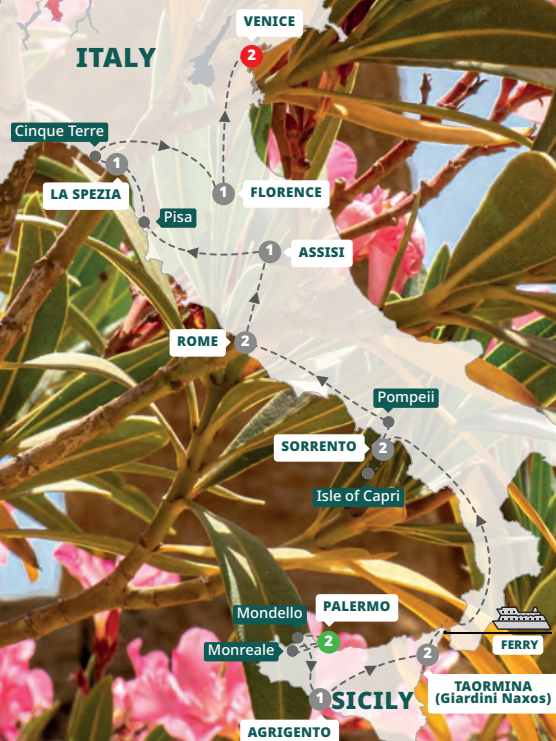 VENICE
2
ITALY
Cinque Terre
1
LA SPEZIA
1
FLORENCE
Pisa
1
ASSISI
ROME
2
Pompeii
SORRENTO
2
Isle of Capri
PALERMO
Mondello
2
Monreale
FERRY
2
TAORMINA
(Giardini Naxos)
1
SICILY
AGRIGENTO